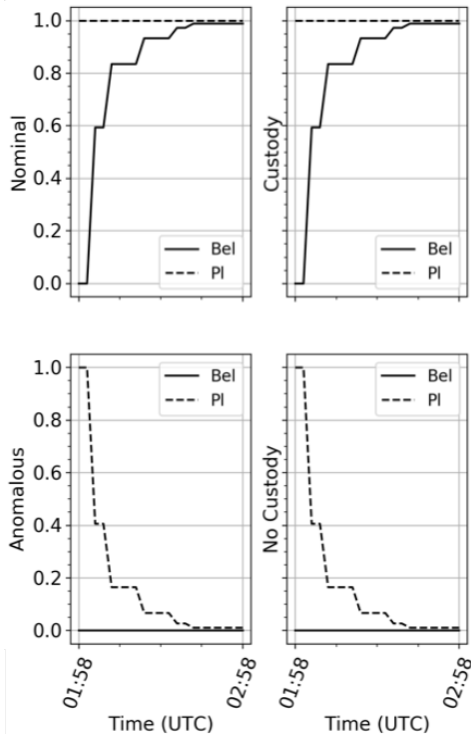 1.0
0.8
0.6
0.4
0.2
0.0
Nominal
Bel
Pl
Custody
Bel
Pl
1.0
0.8
0.6
0.4
0.2
0.0
Anomalous
Bel
Pl
No Custody
Bel
Pl
01:58
02:58
01:58
02:58
Time (UTC)
Time (UTC)